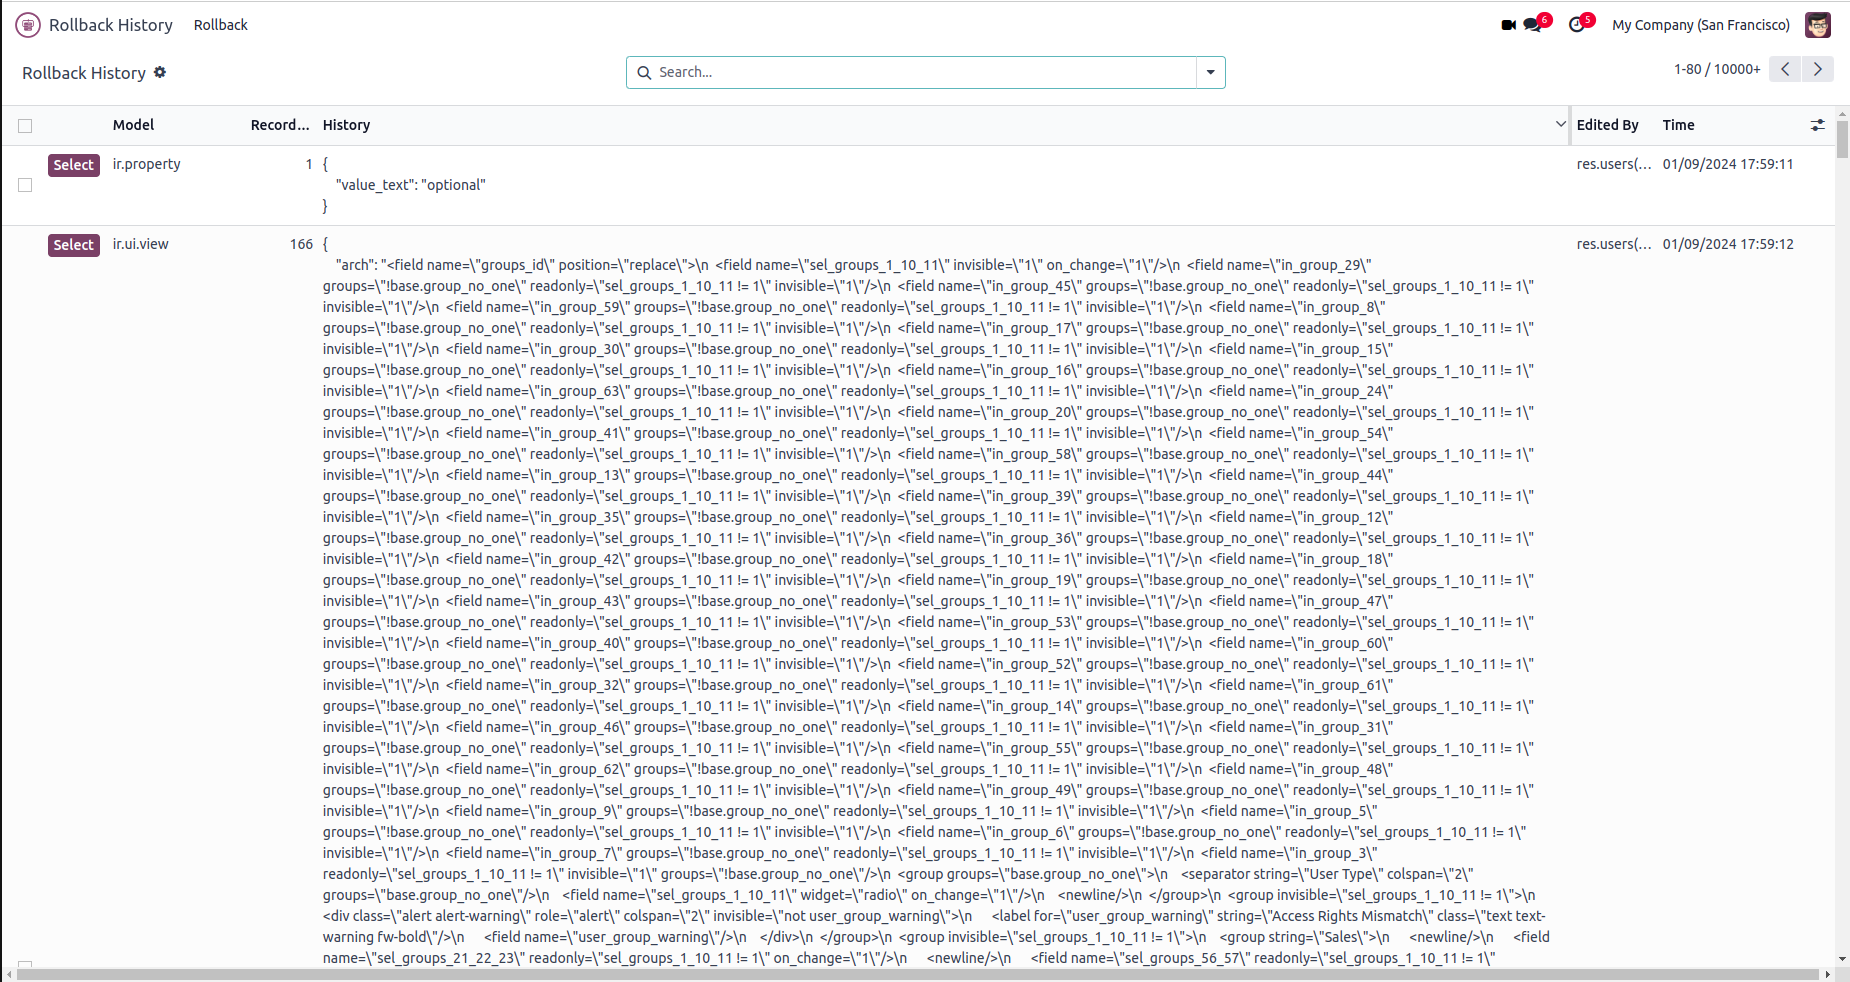 Rollback History Rollback 6 5 My Company (San Francisco)
Rollback History Search... 1-80 / 10000+
Model Record... History Edited By Time
Select ir.property 1 { res.users(... 01/09/2024 17:59:11
"value_text": "optional"
}
Select ir.ui.view 166 { res.users(... 01/09/2024 17:59:12
"arch": "<field name=\"groups_id\" position=\"replace\">\n <field name=\"sel_groups_1_10_11\" invisible=\"1\" on_change=\"1\"/>\n <field name=\"in_group_29\"
groups=\"!base.group_no_one\" readonly=\"sel_groups_1_10_11 != 1\" invisible=\"1\"/>\n <field name=\"in_group_45\" groups=\"!base.group_no_one\" readonly=\"sel_groups_1_10_11 != 1\"
invisible=\"1\"/>\n <field name=\"in_group_59\" groups=\"!base.group_no_one\" readonly=\"sel_groups_1_10_11 != 1\" invisible=\"1\"/>\n <field name=\"in_group_8\"
groups=\"!base.group_no_one\" readonly=\"sel_groups_1_10_11 != 1\" invisible=\"1\"/>\n <field name=\"in_group_17\" groups=\"!base.group_no_one\" readonly=\"sel_groups_1_10_11 != 1\"
invisible=\"1\"/>\n <field name=\"in_group_30\" groups=\"!base.group_no_one\" readonly=\"sel_groups_1_10_11 != 1\" invisible=\"1\"/>\n <field name=\"in_group_15\"
groups=\"!base.group_no_one\" readonly=\"sel_groups_1_10_11 != 1\" invisible=\"1\"/>\n <field name=\"in_group_16\" groups=\"!base.group_no_one\" readonly=\"sel_groups_1_10_11 != 1\"
invisible=\"1\"/>\n <field name=\"in_group_63\" groups=\"!base.group_no_one\" readonly=\"sel_groups_1_10_11 != 1\" invisible=\"1\"/>\n <field name=\"in_group_24\"
groups=\"!base.group_no_one\" readonly=\"sel_groups_1_10_11 != 1\" invisible=\"1\"/>\n <field name=\"in_group_20\" groups=\"!base.group_no_one\" readonly=\"sel_groups_1_10_11 != 1\"
invisible=\"1\"/>\n <field name=\"in_group_41\" groups=\"!base.group_no_one\" readonly=\"sel_groups_1_10_11 != 1\" invisible=\"1\"/>\n <field name=\"in_group_54\"
groups=\"!base.group_no_one\" readonly=\"sel_groups_1_10_11 != 1\" invisible=\"1\"/>\n <field name=\"in_group_58\" groups=\"!base.group_no_one\" readonly=\"sel_groups_1_10_11 != 1\"
invisible=\"1\"/>\n <field name=\"in_group_13\" groups=\"!base.group_no_one\" readonly=\"sel_groups_1_10_11 != 1\" invisible=\"1\"/>\n <field name=\"in_group_44\"
groups=\"!base.group_no_one\" readonly=\"sel_groups_1_10_11 != 1\" invisible=\"1\"/>\n <field name=\"in_group_39\" groups=\"!base.group_no_one\" readonly=\"sel_groups_1_10_11 != 1\"
invisible=\"1\"/>\n <field name=\"in_group_35\" groups=\"!base.group_no_one\" readonly=\"sel_groups_1_10_11 != 1\" invisible=\"1\"/>\n <field name=\"in_group_12\"
groups=\"!base.group_no_one\" readonly=\"sel_groups_1_10_11 != 1\" invisible=\"1\"/>\n <field name=\"in_group_36\" groups=\"!base.group_no_one\" readonly=\"sel_groups_1_10_11 != 1\"
invisible=\"1\"/>\n <field name=\"in_group_42\" groups=\"!base.group_no_one\" readonly=\"sel_groups_1_10_11 != 1\" invisible=\"1\"/>\n <field name=\"in_group_18\"
groups=\"!base.group_no_one\" readonly=\"sel_groups_1_10_11 != 1\" invisible=\"1\"/>\n <field name=\"in_group_19\" groups=\"!base.group_no_one\" readonly=\"sel_groups_1_10_11 != 1\"
invisible=\"1\"/>\n <field name=\"in_group_43\" groups=\"!base.group_no_one\" readonly=\"sel_groups_1_10_11 != 1\" invisible=\"1\"/>\n <field name=\"in_group_47\"
groups=\"!base.group_no_one\" readonly=\"sel_groups_1_10_11 != 1\" invisible=\"1\"/>\n <field name=\"in_group_53\" groups=\"!base.group_no_one\" readonly=\"sel_groups_1_10_11 != 1\"
invisible=\"1\"/>\n <field name=\"in_group_40\" groups=\"!base.group_no_one\" readonly=\"sel_groups_1_10_11 != 1\" invisible=\"1\"/>\n <field name=\"in_group_60\"
groups=\"!base.group_no_one\" readonly=\"sel_groups_1_10_11 != 1\" invisible=\"1\"/>\n <field name=\"in_group_52\" groups=\"!base.group_no_one\" readonly=\"sel_groups_1_10_11 != 1\"
invisible=\"1\"/>\n <field name=\"in_group_32\" groups=\"!base.group_no_one\" readonly=\"sel_groups_1_10_11 != 1\" invisible=\"1\"/>\n <field name=\"in_group_61\"
groups=\"!base.group_no_one\" readonly=\"sel_groups_1_10_11 != 1\" invisible=\"1\"/>\n <field name=\"in_group_14\" groups=\"!base.group_no_one\" readonly=\"sel_groups_1_10_11 != 1\"
invisible=\"1\"/>\n <field name=\"in_group_46\" groups=\"!base.group_no_one\" readonly=\"sel_groups_1_10_11 != 1\" invisible=\"1\"/>\n <field name=\"in_group_31\"
groups=\"!base.group_no_one\" readonly=\"sel_groups_1_10_11 != 1\" invisible=\"1\"/>\n <field name=\"in_group_55\" groups=\"!base.group_no_one\" readonly=\"sel_groups_1_10_11 != 1\"
invisible=\"1\"/>\n <field name=\"in_group_62\" groups=\"!base.group_no_one\" readonly=\"sel_groups_1_10_11 != 1\" invisible=\"1\"/>\n <field name=\"in_group_48\"
groups=\"!base.group_no_one\" readonly=\"sel_groups_1_10_11 != 1\" invisible=\"1\"/>\n <field name=\"in_group_49\" groups=\"!base.group_no_one\" readonly=\"sel_groups_1_10_11 != 1\"
invisible=\"1\"/>\n <field name=\"in_group_9\" groups=\"!base.group_no_one\" readonly=\"sel_groups_1_10_11 != 1\" invisible=\"1\"/>\n <field name=\"in_group_5\"
groups=\"!base.group_no_one\" readonly=\"sel_groups_1_10_11 != 1\" invisible=\"1\"/>\n <field name=\"in_group_6\" groups=\"!base.group_no_one\" readonly=\"sel_groups_1_10_11 != 1\"
invisible=\"1\"/>\n <field name=\"in_group_7\" groups=\"!base.group_no_one\" readonly=\"sel_groups_1_10_11 != 1\" invisible=\"1\"/>\n <field name=\"in_group_3\"
readonly=\"sel_groups_1_10_11 != 1\" invisible=\"1\" groups=\"!base.group_no_one\"/>\n <group groups=\"base.group_no_one\">\n <separator string=\"User Type\" colspan=\"2\"
groups=\"base.group_no_one\"/>\n <field name=\"sel_groups_1_10_11\" widget=\"radio\" on_change=\"1\"/>\n <newline/>\n </group>\n <group invisible=\"sel_groups_1_10_11 != 1\">\n
<div class=\"alert alert-warning\" role=\"alert\" colspan=\"2\" invisible=\"not user_group_warning\">\n <label for=\"user_group_warning\" string=\"Access Rights Mismatch\" class=\"text text-
warning fw-bold\"/>\n <field name=\"user_group_warning\"/>\n </div>\n </group>\n <group invisible=\"sel_groups_1_10_11 != 1\">\n <group string=\"Sales\">\n <newline/>\n <field
name=\"sel_groups_21_22_23\" readonly=\"sel_groups_1_10_11 != 1\" on_change=\"1\"/>\n <newline/>\n <field name=\"sel_groups_56_57\" readonly=\"sel_groups_1_10_11 != 1\"